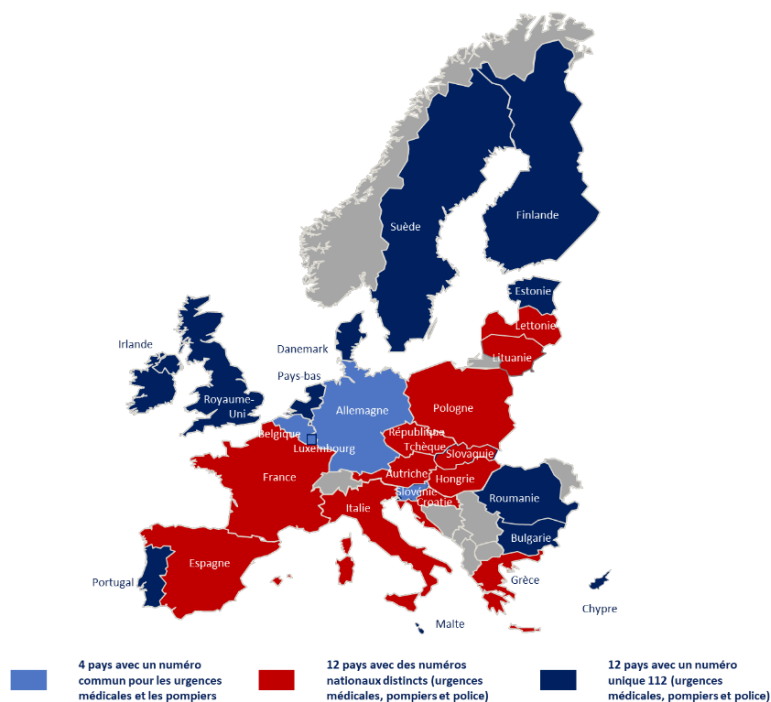 Suède
Finlande
Estonie
Lettonie
Lituanie
Irlande
Danemark
Pays-bas
Royaume-
Uni
Allemagne
Pologne
Belgique
Luxembourg
République
Tchèque
Slovaquie
France
Autriche
Hongrie
Slovénie
Croatie
Italie
Roumanie
Bulgarie
Espagne
Portugal
Grèce
Malte
Chypre
4 pays avec un numéro
commun pour les urgences
médicales et les pompiers
12 pays avec des numéros
nationaux distincts (urgences
médicales, pompiers et police)
12 pays avec un numéro
unique 112 (urgences
médicales, pompiers et police)